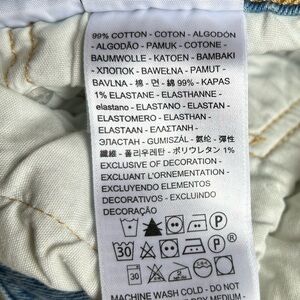 99% COTTON - COTON - ALGODÓN
- ALGODÃO - PAMUK - COTONE -
BAUMWOLLE - KATOEN - BAMBAKI
- ХЛОПОК - BAWEŁNA - PAMUT -
BAVLNA - 棉 - 면 - 綿 99% - KAPAS
1% ELASTANE - ELASTHANNE -
elastano - ELASTANO - ELASTAN -
ELASTOMERO - ELASTHAN -
ELASTAAN - ΕΛΑΣΤΑΝΗ -
ЭЛАСТАН - GUMISZÁL - 氨纶 - 彈性
纖維 - 폴리우레탄 - ポリウレタン 1%
EXCLUSIVE OF DECORATION -
EXCLUANT L'ORNEMENTATION -
EXCLUYENDO ELEMENTOS
DECORATIVOS - EXCLUINDO
DECORAÇÃO
P P ®
30
30
MACHINE WASH COLD - DO NOT
DRY MEDIUM